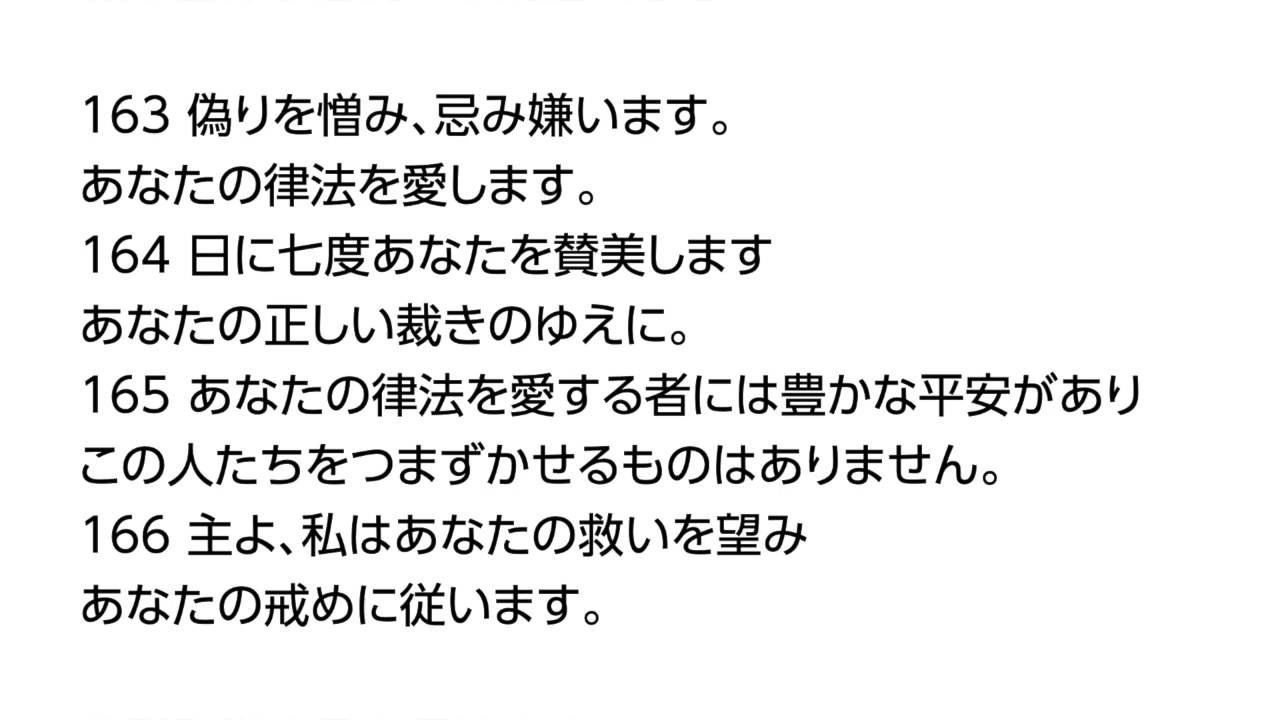 163 偽りを憎み、忌み嫌います。
あなたの律法を愛します。
164 日に七度あなたを賛美します
あなたの正しい裁きのゆえに。
165 あなたの律法を愛する者には豊かな平安があり
この人たちをつまずかせるものはありません。
166 主よ、私はあなたの救いを望み
あなたの戒めに従います。